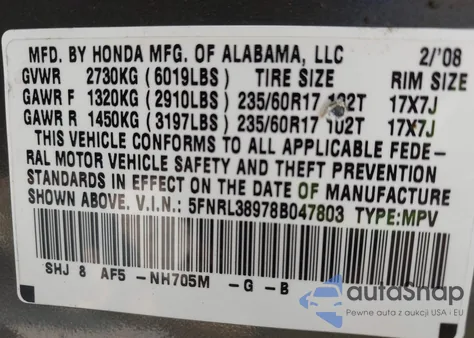 MFD. BY HONDA MFG. OF ALABAMA, LLC 2/'08
GVWR 2730KG (6019LBS) TIRE SIZE RIM SIZE
GAWR F 1320KG (2910LBS) 235/60R17 102T 17X7J
GAWR R 1450KG (3197LBS) 235/60R17 102T 17X7J
THIS VEHICLE CONFORMS TO ALL APPLICABLE FEDE-
RAL MOTOR VEHICLE SAFETY AND THEFT PREVENTION
STANDARDS IN EFFECT ON THE DATE OF MANUFACTURE
SHOWN ABOVE. V.I.N.: 5FNRL38978B047803 TYPE:MPV
SHJ 8 AF5 -NH705M -G -B
autoSnap
Pewne auta z aukcji USA i EU